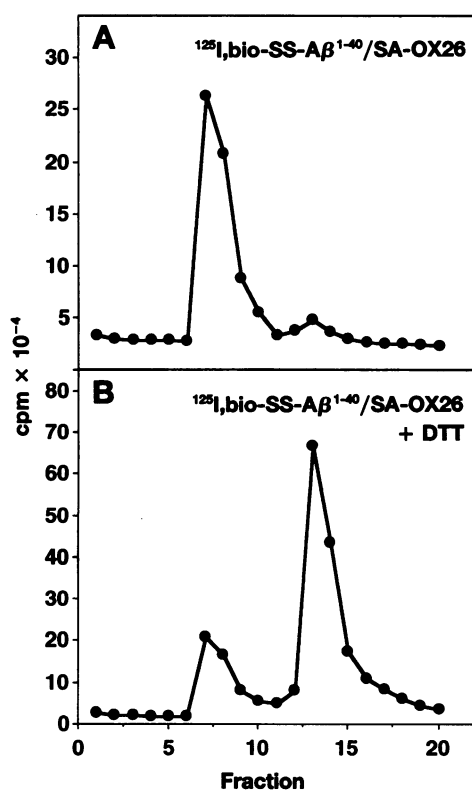 A
¹²⁵I,bio-SS-Aβ¹⁻⁴⁰/SA-OX26
30
25
20
15
10
5
cpm × 10⁻⁴
B
¹²⁵I,bio-SS-Aβ¹⁻⁴⁰/SA-OX26
+ DTT
80
70
60
50
40
30
20
10
0
0 5 10 15 20
Fraction